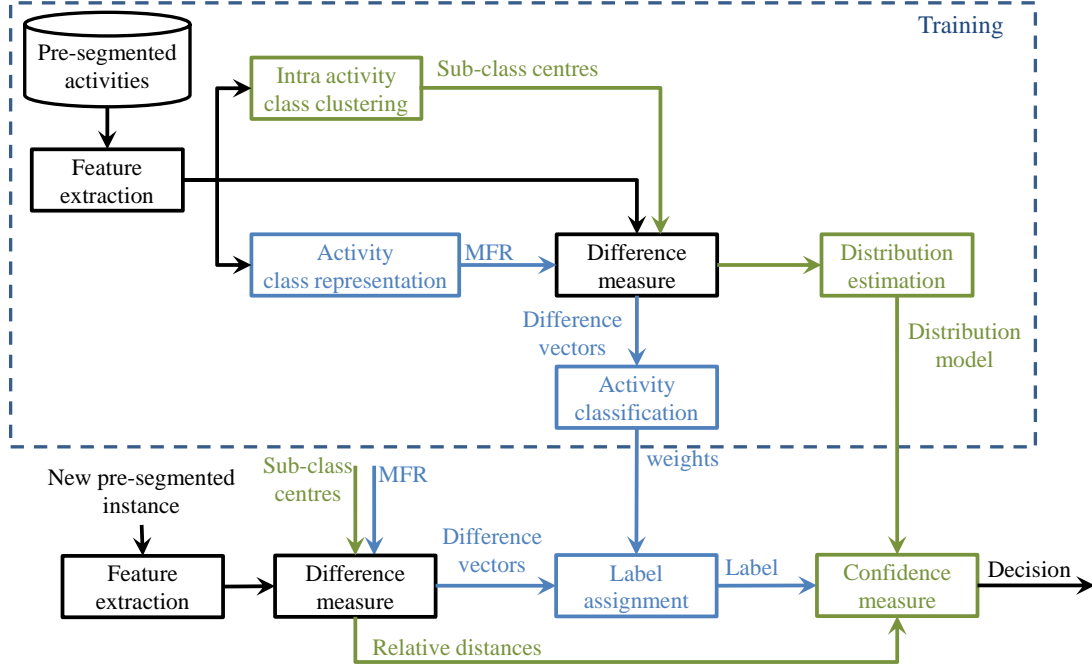 Training
Pre-segmented
activities
Intra activity
class clustering
Sub-class centres
Feature
extraction
Activity
class representation
MFR
Difference
measure
Distribution
estimation
Difference
vectors
Distribution
model
Activity
classification
weights
New pre-segmented
instance
Sub-class
centres
MFR
Feature
extraction
Difference
measure
Difference
vectors
Label
assignment
Label
Confidence
measure
Decision
Relative distances